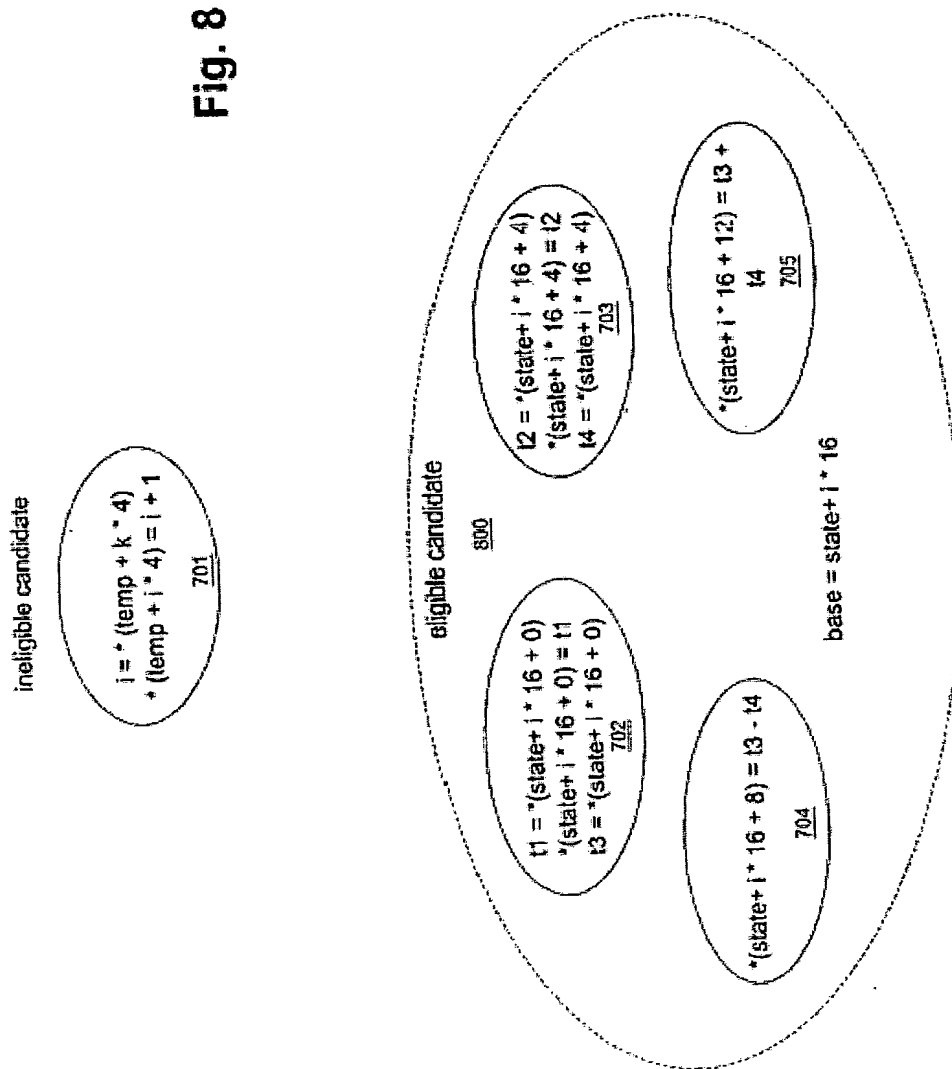 Fig. 8
ineligible candidate
i = * (temp + k * 4)
* (temp + i * 4) = i + 1
701
eligible candidate
800
t1 = *(state+ i * 16 + 0)
*(state+ i * 16 + 0) = t1
t3 = *(state+ i * 16 + 0)
702
t2 = *(state+ i * 16 + 4)
*(state+ i * 16 + 4) = t2
t4 = *(state+ i * 16 + 4)
703
*(state+ i * 16 + 8) = t3 - t4
704
*(state+ i * 16 + 12) = t3 +
t4
705
base = state+ i * 16